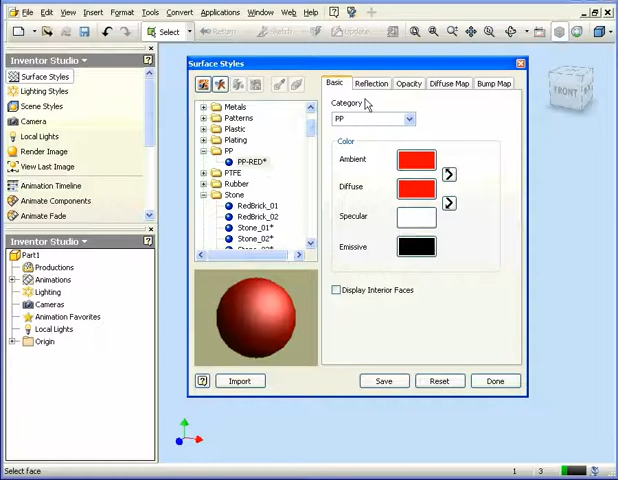 File Edit View Insert Format Tools Convert Applications Window Web Help
Select Return Sketch Update
Inventor Studio
Surface Styles
Lighting Styles
Scene Styles
Camera
Local Lights
Render Image
View Last Image
Animation Timeline
Animate Components
Animate Fade
Inventor Studio
Part1
Productions
Animations
Lighting
Cameras
Animation Favorites
Local Lights
Origin
Surface Styles
Metals
Patterns
Plastic
Plating
PP
PP-RED*
PTFE
Rubber
Stone
RedBrick_01
RedBrick_02
Stone_01*
Stone_02*
Import
Basic Reflection Opacity Diffuse Map Bump Map
Category
PP
Color
Ambient
Diffuse
Specular
Emissive
Display Interior Faces
Save Reset Done
FRONT
Select face 1 3